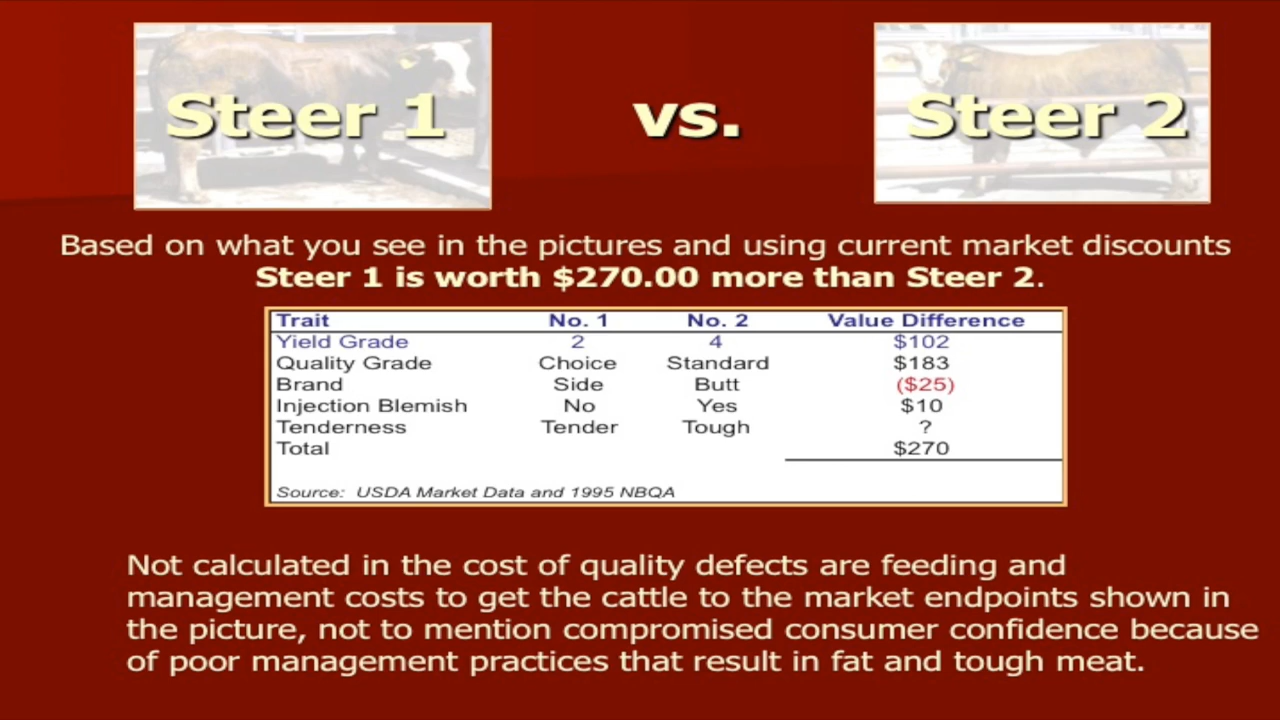 Steer 1 vs. Steer 2
Based on what you see in the pictures and using current market discounts
Steer 1 is worth $270.00 more than Steer 2.
Trait No. 1 No. 2 Value Difference
Yield Grade 2 4 $102
Quality Grade Choice Standard $183
Brand Side Butt ($25)
Injection Blemish No Yes $10
Tenderness Tender Tough ?
Total $270
Source: USDA Market Data and 1995 NBQA
Not calculated in the cost of quality defects are feeding and
management costs to get the cattle to the market endpoints shown in
the picture, not to mention compromised consumer confidence because
of poor management practices that result in fat and tough meat.